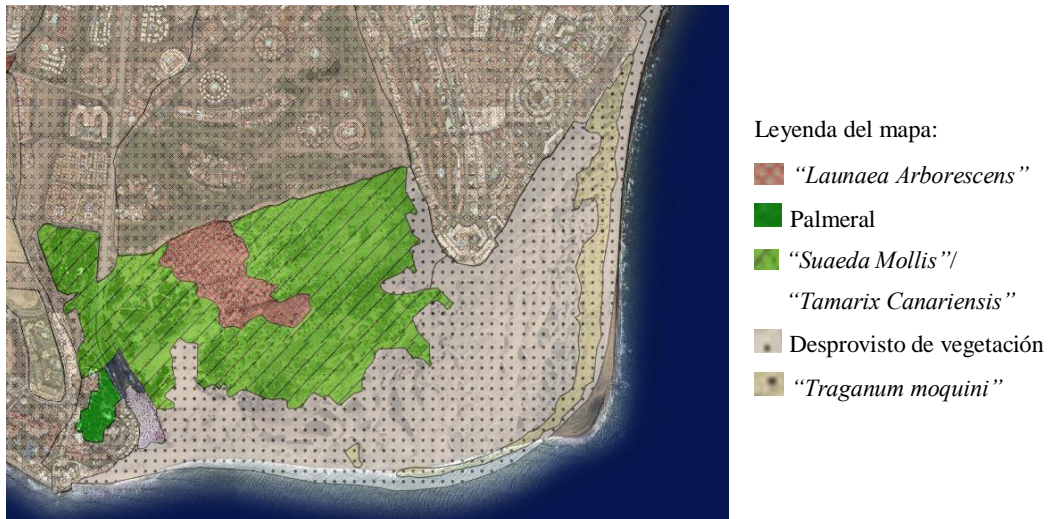 Leyenda del mapa:
“Launaea Arborescens”
Palmeral
“Suaeda Mollis”/
“Tamarix Canariensis”
Desprovisto de vegetación
“Traganum moquini”